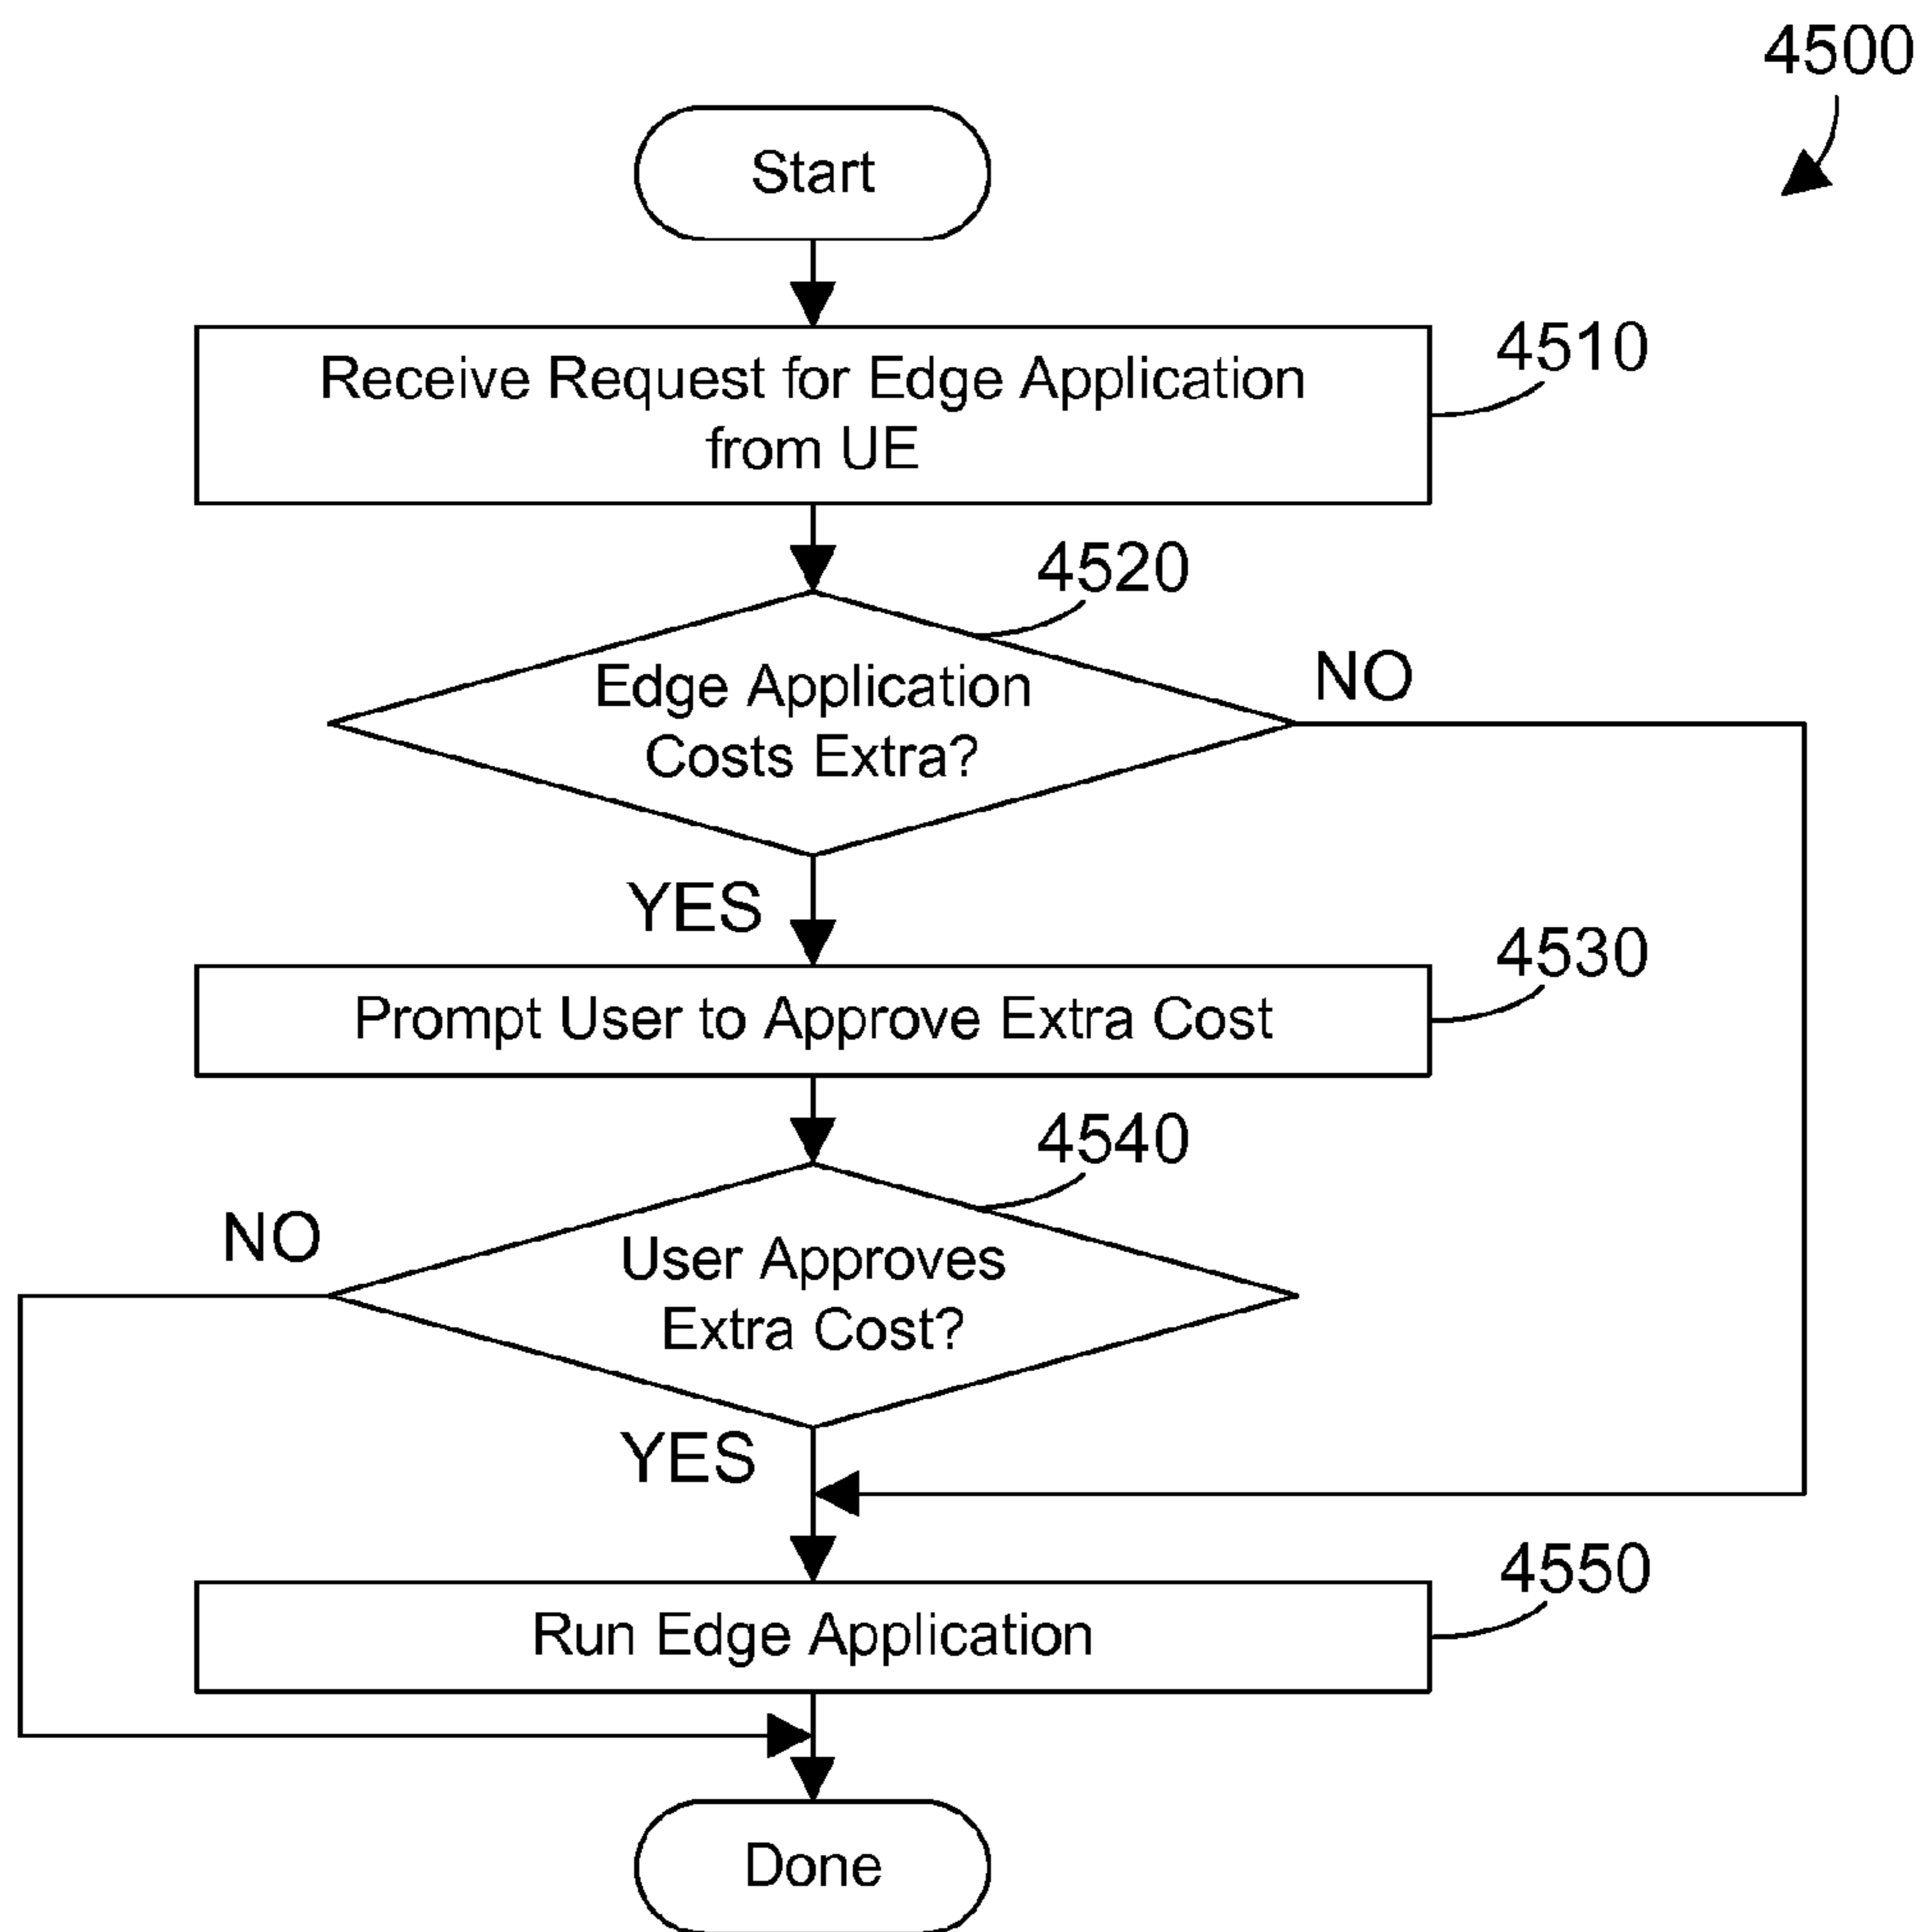 4500
Start
Receive Request for Edge Application
from UE
4510
4520
Edge Application
Costs Extra?
NO
YES
4530
Prompt User to Approve Extra Cost
4540
NO
User Approves
Extra Cost?
YES
4550
Run Edge Application
Done